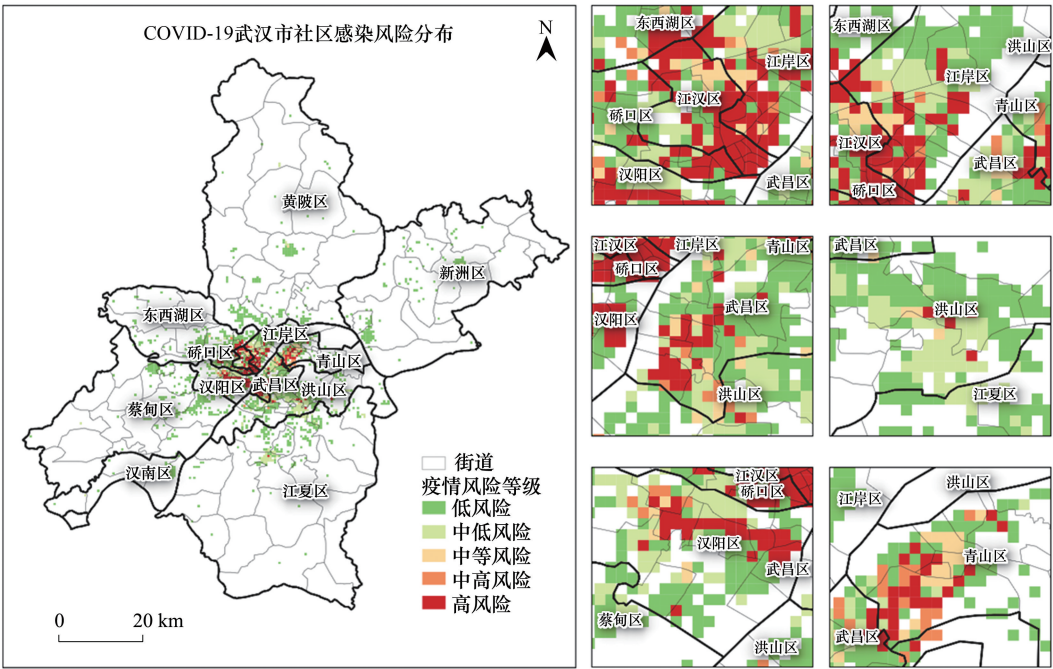 COVID-19武汉市社区感染风险分布
N
黄陂区
新洲区
东西湖区
江岸区
硚口区
青山区
汉阳区
武昌区
洪山区
蔡甸区
汉南区
江夏区
街道
疫情风险等级
低风险
中低风险
中等风险
中高风险
高风险
0
20 km
东西湖区
江岸区
江汉区
硚口区
汉阳区
武昌区
东西湖区
洪山区
江岸区
青山区
江汉区
武昌区
硚口区
江汉区
江岸区
青山区
硚口区
武昌区
汉阳区
洪山区
武昌区
洪山区
江夏区
江汉区
硚口区
汉阳区
武昌区
蔡甸区
洪山区
洪山区
江岸区
青山区
武昌区